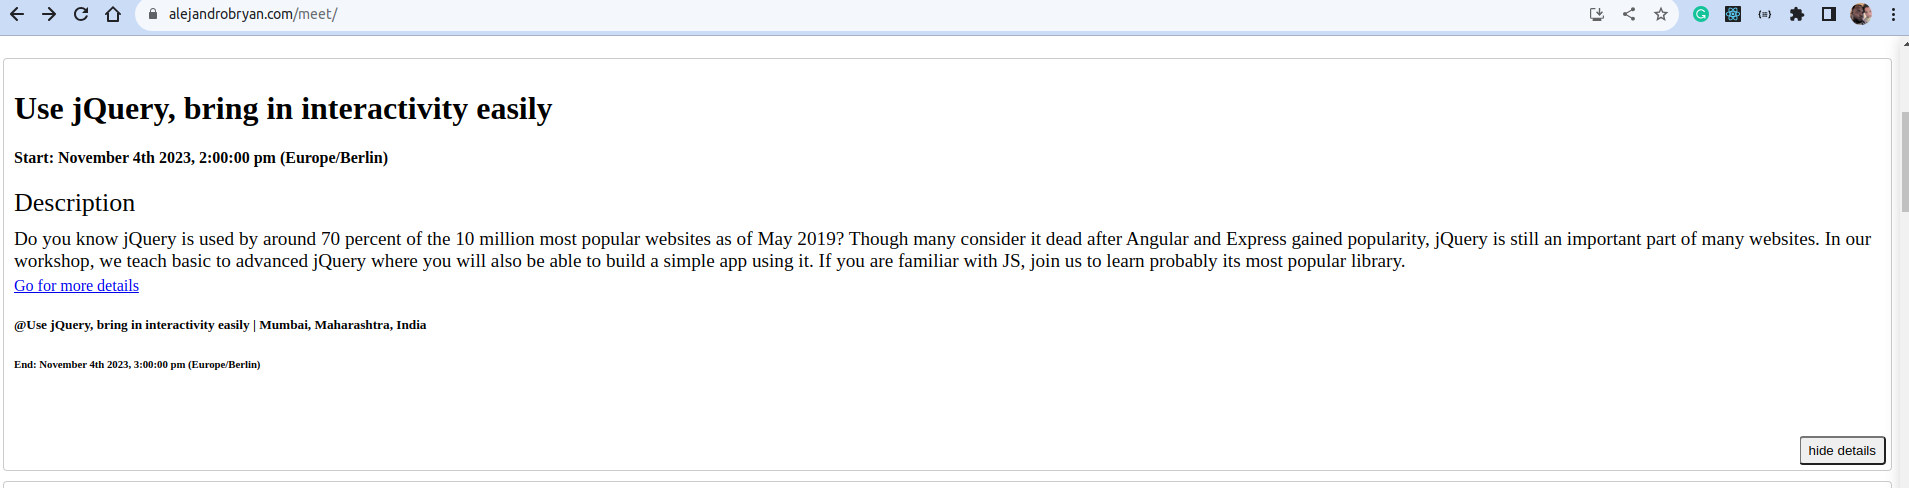 alejandrobryan.com/meet/
Use jQuery, bring in interactivity easily
Start: November 4th 2023, 2:00:00 pm (Europe/Berlin)
Description
Do you know jQuery is used by around 70 percent of the 10 million most popular websites as of May 2019? Though many consider it dead after Angular and Express gained popularity, jQuery is still an important part of many websites. In our
workshop, we teach basic to advanced jQuery where you will also be able to build a simple app using it. If you are familiar with JS, join us to learn probably its most popular library.
Go for more details
@Use jQuery, bring in interactivity easily | Mumbai, Maharashtra, India
End: November 4th 2023, 3:00:00 pm (Europe/Berlin)
hide details